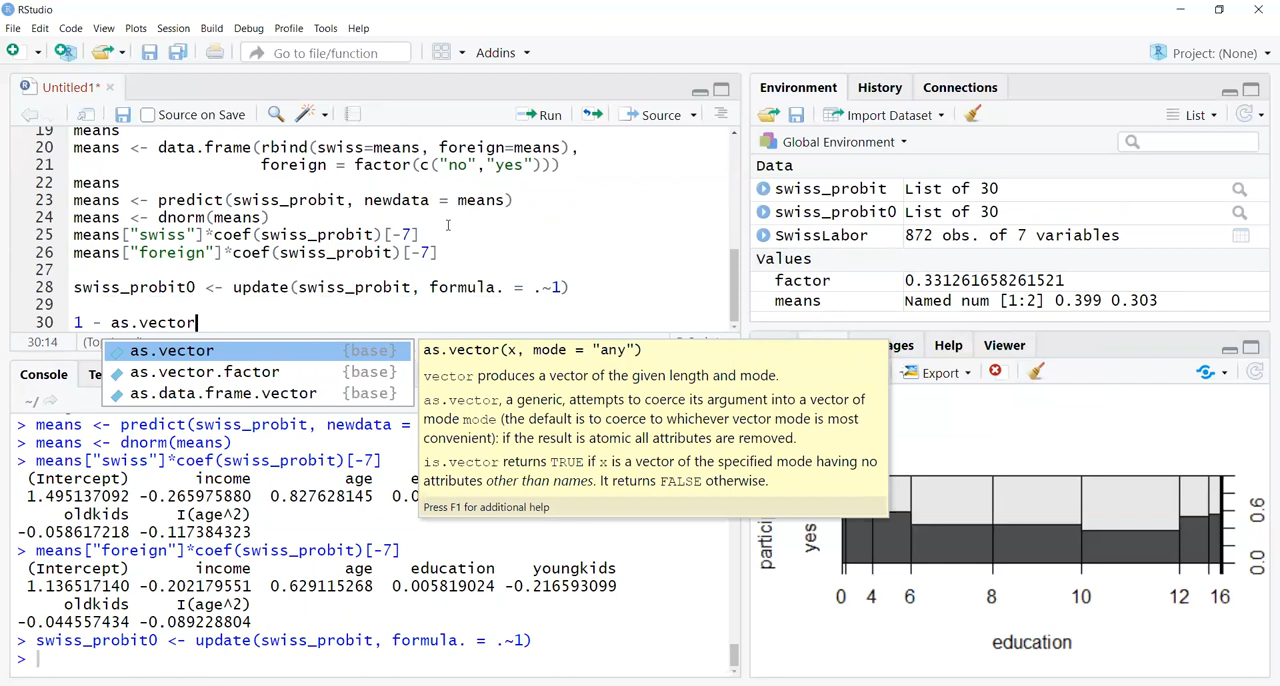 RStudio
File Edit Code View Plots Session Build Debug Profile Tools Help
Go to file/function Addins Project: (None)
Untitled1*
Source on Save Run Source
19 means
20 means <- data.frame(rbind(swiss=means, foreign=means),
21 foreign = factor(c("no","yes")))
22 means
23 means <- predict(swiss_probit, newdata = means)
24 means <- dnorm(means)
25 means["swiss"]*coef(swiss_probit)[-7]
26 means["foreign"]*coef(swiss_probit)[-7]
27
28 swiss_probit0 <- update(swiss_probit, formula. = .~1)
29
30 1 - as.vector
30:14 (To
as.vector {base}
as.vector.factor {base}
as.data.frame.vector {base}
as.vector(x, mode = "any")
vector produces a vector of the given length and mode.
as.vector, a generic, attempts to coerce its argument into a vector of
mode mode (the default is to coerce to whichever vector mode is most
convenient): if the result is atomic all attributes are removed.
is.vector returns TRUE if x is a vector of the specified mode having no
attributes other than names. It returns FALSE otherwise.
Press F1 for additional help
Console Te
~/
> means <- predict(swiss_probit, newdata =
> means <- dnorm(means)
> means["swiss"]*coef(swiss_probit)[-7]
(Intercept) income age e
1.495137092 -0.265975880 0.827628145 0.
oldkids I(age^2)
-0.058617218 -0.117384323
> means["foreign"]*coef(swiss_probit)[-7]
(Intercept) income age education youngkids
1.136517140 -0.202179551 0.629115268 0.005819024 -0.216593099
oldkids I(age^2)
-0.044557434 -0.089228804
> swiss_probit0 <- update(swiss_probit, formula. = .~1)
>
Environment History Connections
Import Dataset List
Global Environment
Data
swiss_probit List of 30
swiss_probit0 List of 30
SwissLabor 872 obs. of 7 variables
Values
factor 0.331261658261521
means Named num [1:2] 0.399 0.303
ages Help Viewer
Export
particip
yes
0.0 0.6
0 4 6 8 10 12 16
education